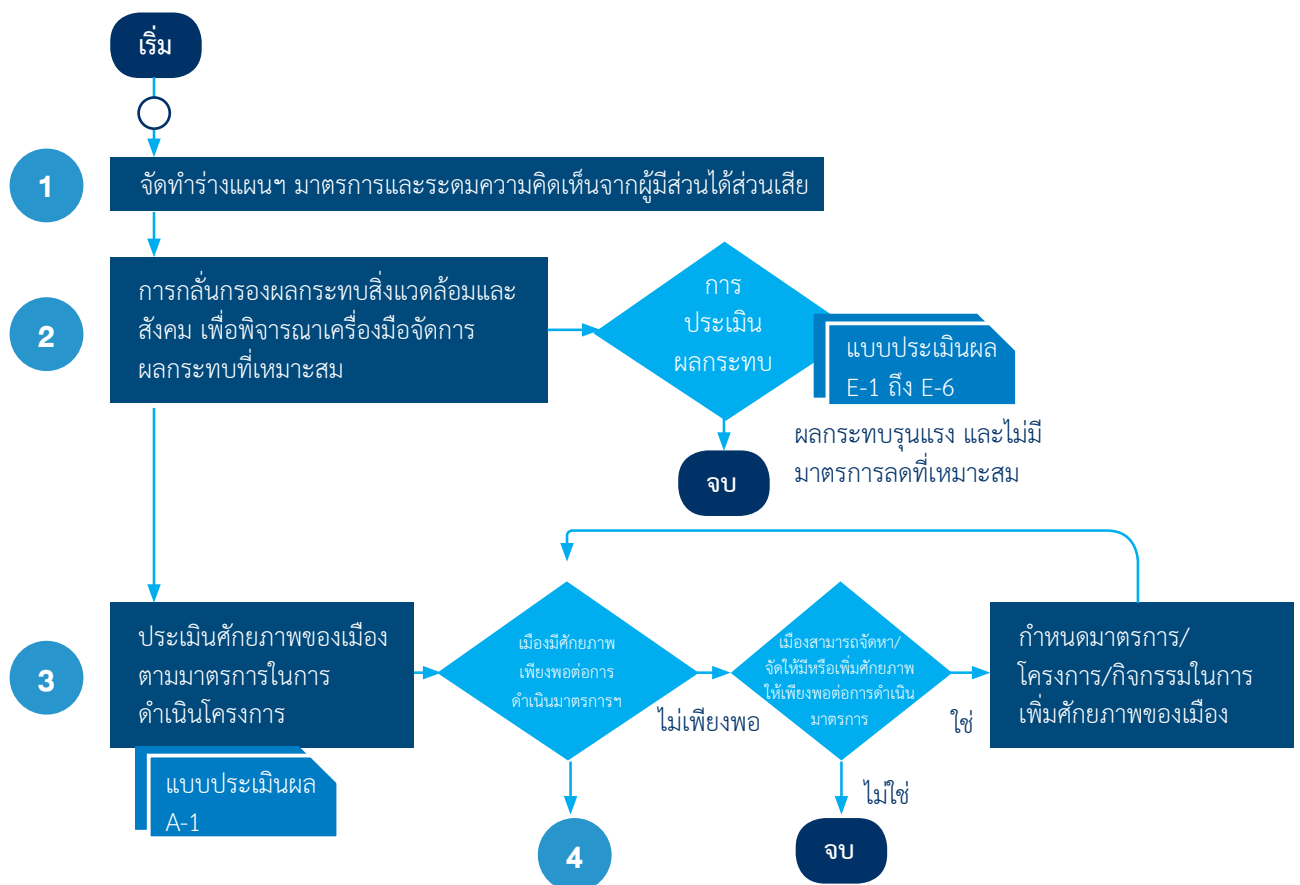 เริ่ม
1
จัดทำร่างแผนฯ มาตรการและระดมความคิดเห็นจากผู้มีส่วนได้ส่วนเสีย
2
การกลั่นกรองผลกระทบสิ่งแวดล้อมและ
สังคม เพื่อพิจารณาเครื่องมือจัดการ
ผลกระทบที่เหมาะสม
การ
ประเมิน
ผลกระทบ
แบบประเมินผล
E-1 ถึง E-6
ผลกระทบรุนแรง และไม่มี
มาตรการลดที่เหมาะสม
จบ
3
ประเมินศักยภาพของเมือง
ตามมาตรการในการ
ดำเนินโครงการ
แบบประเมินผล
A-1
เมืองมีศักยภาพ
เพียงพอต่อการ
ดำเนินมาตรการฯ
ไม่เพียงพอ
เมืองสามารถจัดหา/
จัดให้มีหรือเพิ่มศักยภาพ
ให้เพียงพอต่อการดำเนิน
มาตรการ
ใช่
กำหนดมาตรการ/
โครงการ/กิจกรรมในการ
เพิ่มศักยภาพของเมือง
ไม่ใช่
4
จบ